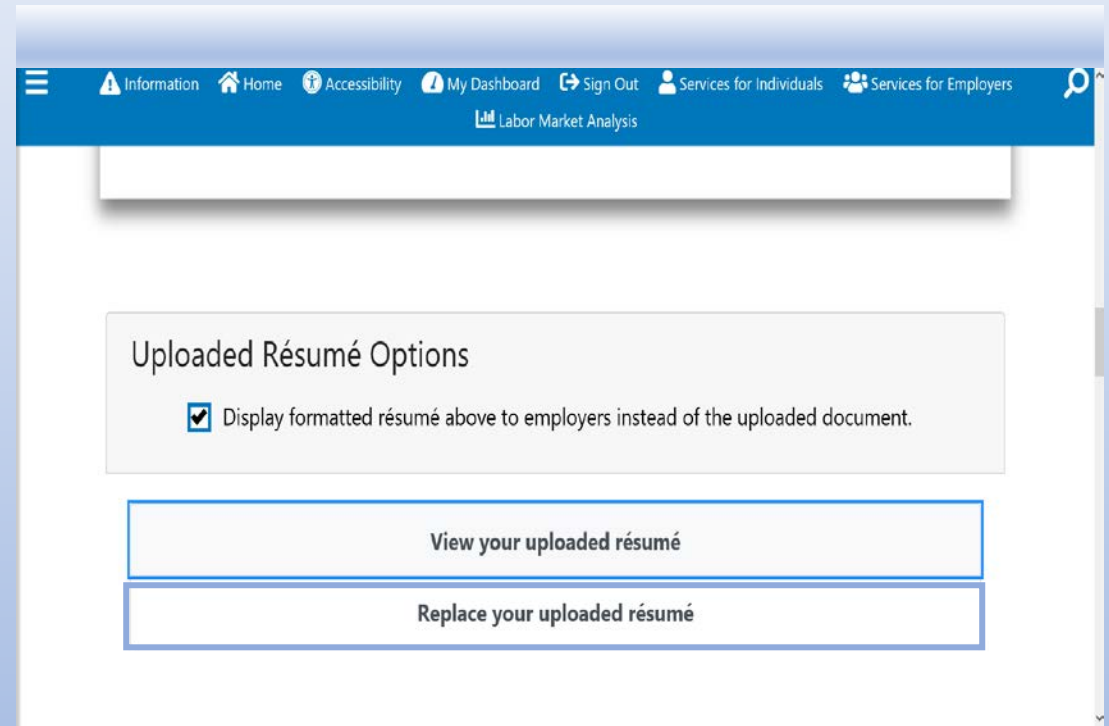 Information Home Accessibility My Dashboard Sign Out Services for Individuals Services for Employers
Labor Market Analysis
Uploaded Résumé Options
Display formatted résumé above to employers instead of the uploaded document.
View your uploaded résumé
Replace your uploaded résumé